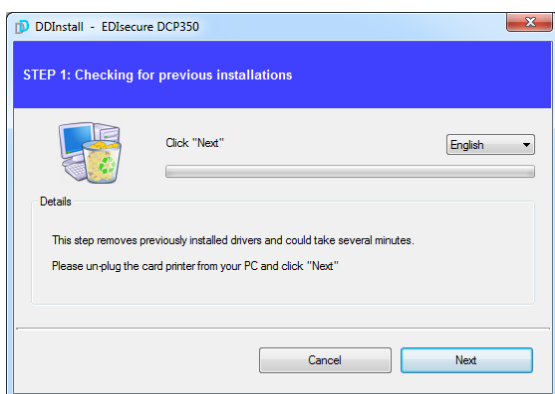 DDInstall - EDIsecure DCP350
STEP 1: Checking for previous installations
Click "Next"
English
Details
This step removes previously installed drivers and could take several minutes.
Please un-plug the card printer from your PC and click "Next"
Cancel
Next